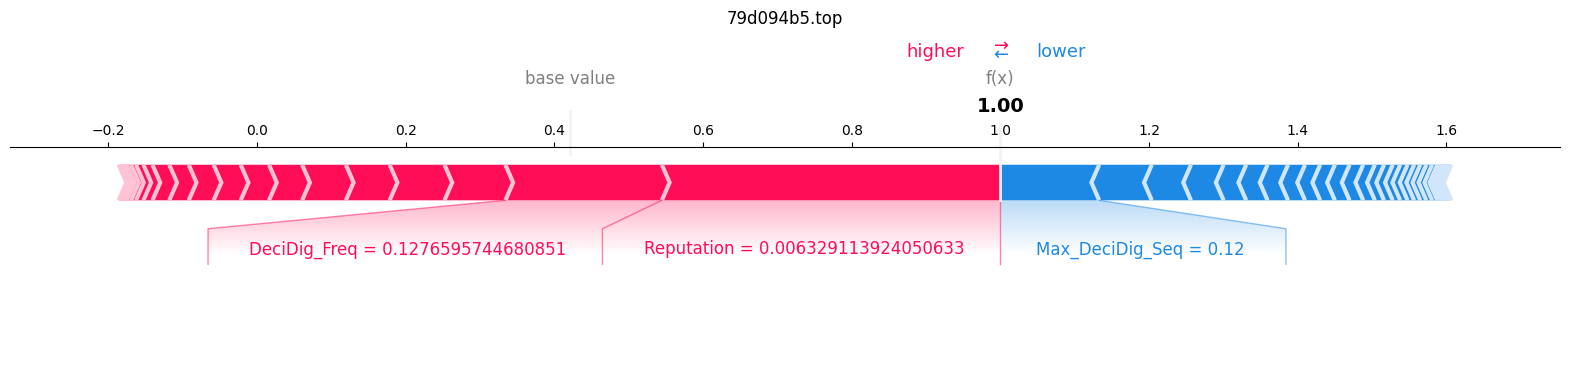 79d094b5.top
higher ⇄ lower
base value f(x)
1.00
−0.2 0.0 0.2 0.4 0.6 0.8 1.0 1.2 1.4 1.6
DeciDig_Freq = 0.1276595744680851 Reputation = 0.006329113924050633 Max_DeciDig_Seq = 0.12